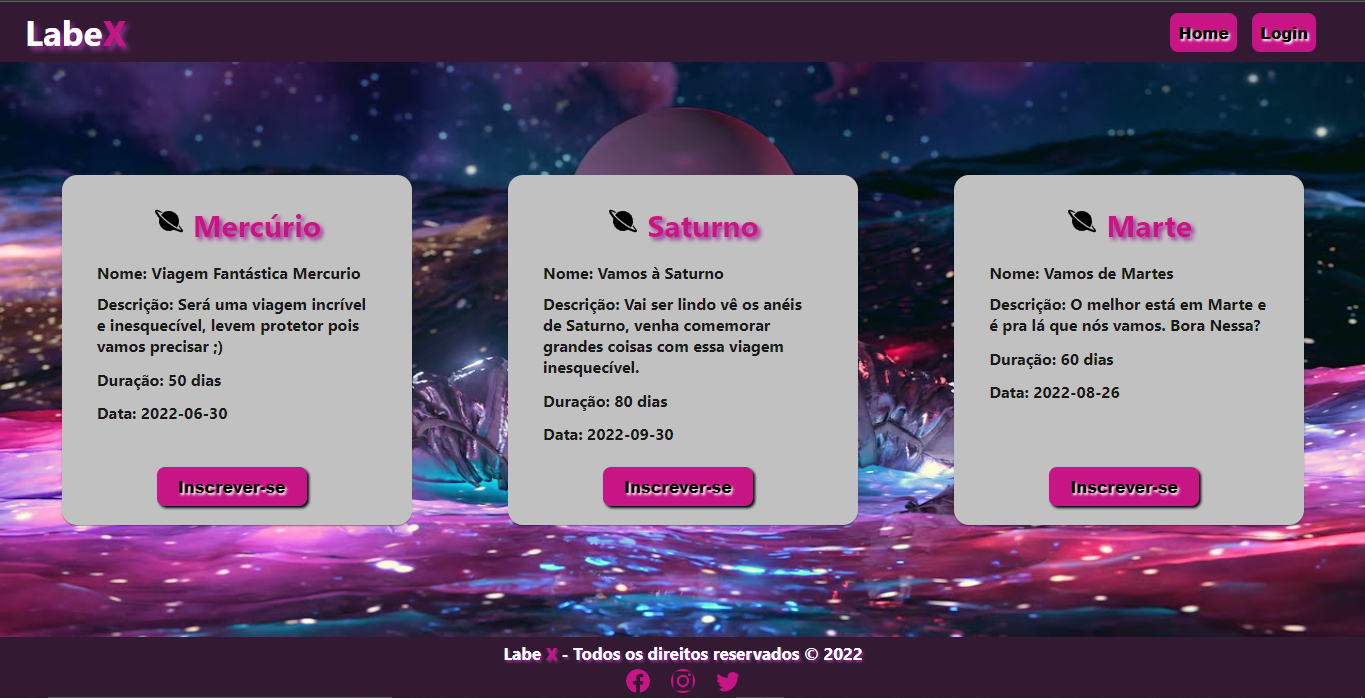 LabeX
Home
Login
Mercúrio
Nome: Viagem Fantástica Mercurio
Descrição: Será uma viagem incrível
e inesquecível, levem protetor pois
vamos precisar ;)
Duração: 50 dias
Data: 2022-06-30
Inscrever-se
Saturno
Nome: Vamos à Saturno
Descrição: Vai ser lindo vê os anéis
de Saturno, venha comemorar
grandes coisas com essa viagem
inesquecível.
Duração: 80 dias
Data: 2022-09-30
Inscrever-se
Marte
Nome: Vamos de Martes
Descrição: O melhor está em Marte e
é pra lá que nós vamos. Bora Nessa?
Duração: 60 dias
Data: 2022-08-26
Inscrever-se
Labe X - Todos os direitos reservados © 2022